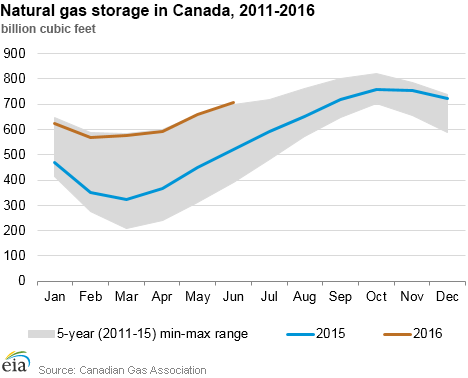 Natural gas storage in Canada, 2011-2016
billion cubic feet
900
800
700
600
500
400
300
200
100
0
Jan Feb Mar Apr May Jun Jul Aug Sep Oct Nov Dec
5-year (2011-15) min-max range 2015 2016
eia Source: Canadian Gas Association